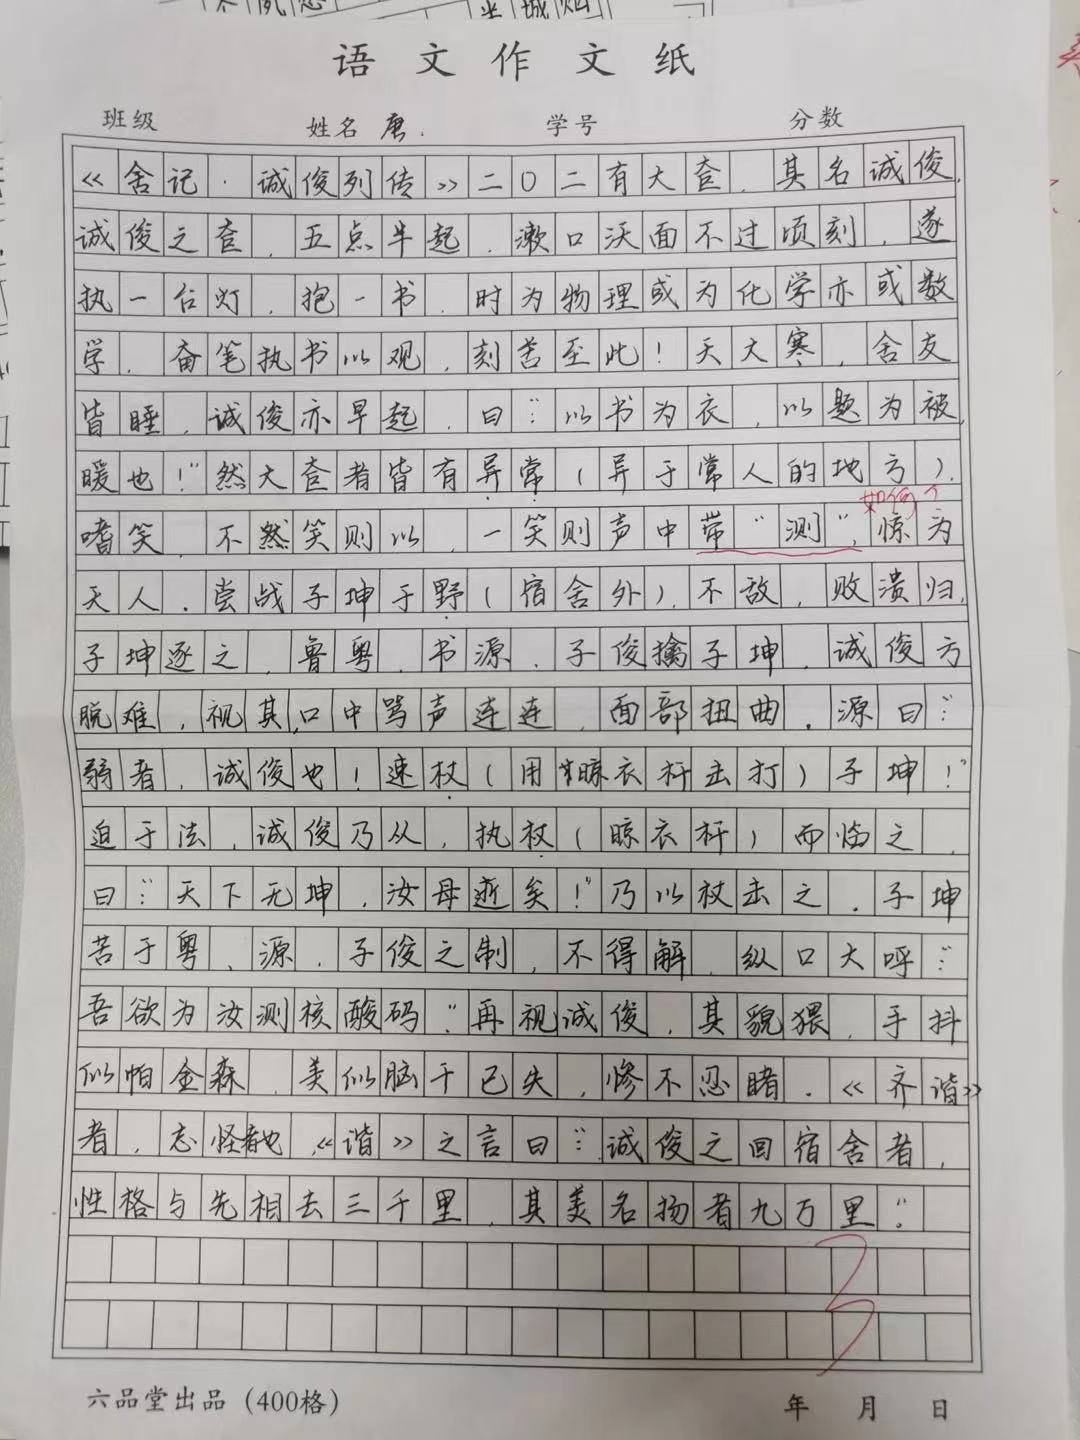 语文作文纸
班级 姓名 唐. 学号 分数
《舍记·诚俊列传》二〇二有大奆，其名诚俊，
诚俊之奆，五点半起，漱口沃面不过顷刻，遂
执一台灯，抱一书，时为物理或为化学亦或数
学，奋笔执书以观，刻苦至此！天大寒，舍友
皆睡，诚俊亦早起，曰：“以书为衣，以题为被，
暖也！”然大奆者皆有异常（异于常人的地方），
嗜笑，不然笑则以，一笑则声中带“测”，惊为
如何？
天人．尝战子坤于野（宿舍外），不敌，败溃归，
子坤逐之，鲁粤，书源，子俊擒子坤，诚俊方
脱难，视其口中骂声连连，面部扭曲．源曰：“
弱者，诚俊也！速杖（用晾衣杆击打）子坤！”
迫于法，诚俊乃从，执杖（晾衣杆）而临之，
曰：“天下无坤，汝母逝矣！”乃以杖击之．子坤
苦于粤、源，子俊之制，不得解，纵口大呼：“
吾欲为汝测核酸码．”再视诚俊，其貌猥，手抖
似帕金森，美似脑干已失，惨不忍睹．《齐谐》
者，志怪者也，《谐》之言曰：“诚俊之回宿舍者，
性格与先相去三千里，其美名扬者九万里”．
六品堂出品（400格） 年 月 日